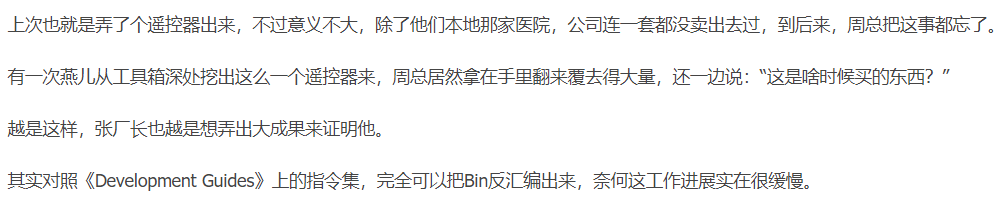 上次也就是弄了个遥控器出来，不过意义不大，除了他们本地那家医院，公司连一套都没卖出去过，到后来，周总把这事都忘了。
有一次燕儿从工具箱深处挖出这么一个遥控器来，周总居然拿在手里翻来覆去得大量，还一边说：“这是啥时候买的东西？”
越是这样，张厂长也越是想弄出大成果来证明他。
其实对照《Development Guides》上的指令集，完全可以把Bin反汇编出来，奈何这工作进展实在很缓慢。